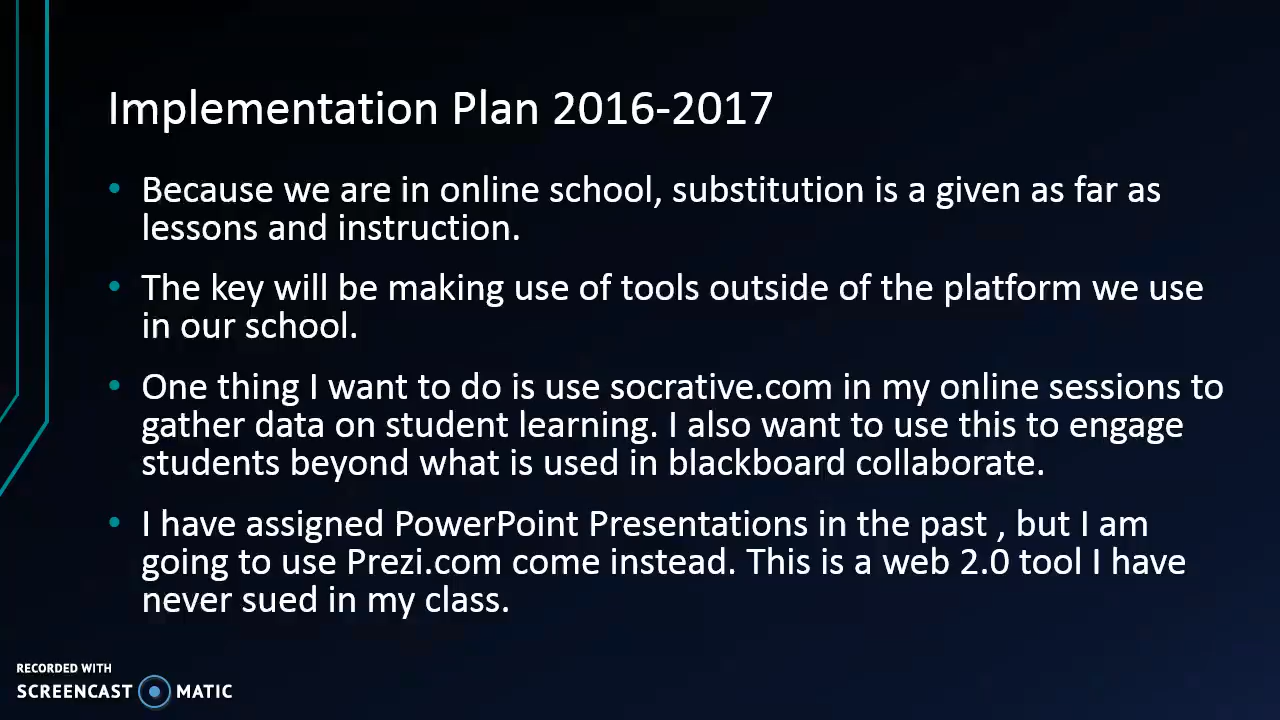 Implementation Plan 2016-2017
• Because we are in online school, substitution is a given as far as
lessons and instruction.
• The key will be making use of tools outside of the platform we use
in our school.
• One thing I want to do is use socrative.com in my online sessions to
gather data on student learning. I also want to use this to engage
students beyond what is used in blackboard collaborate.
• I have assigned PowerPoint Presentations in the past , but I am
going to use Prezi.com come instead. This is a web 2.0 tool I have
never sued in my class.
RECORDED WITH
SCREENCAST MATIC